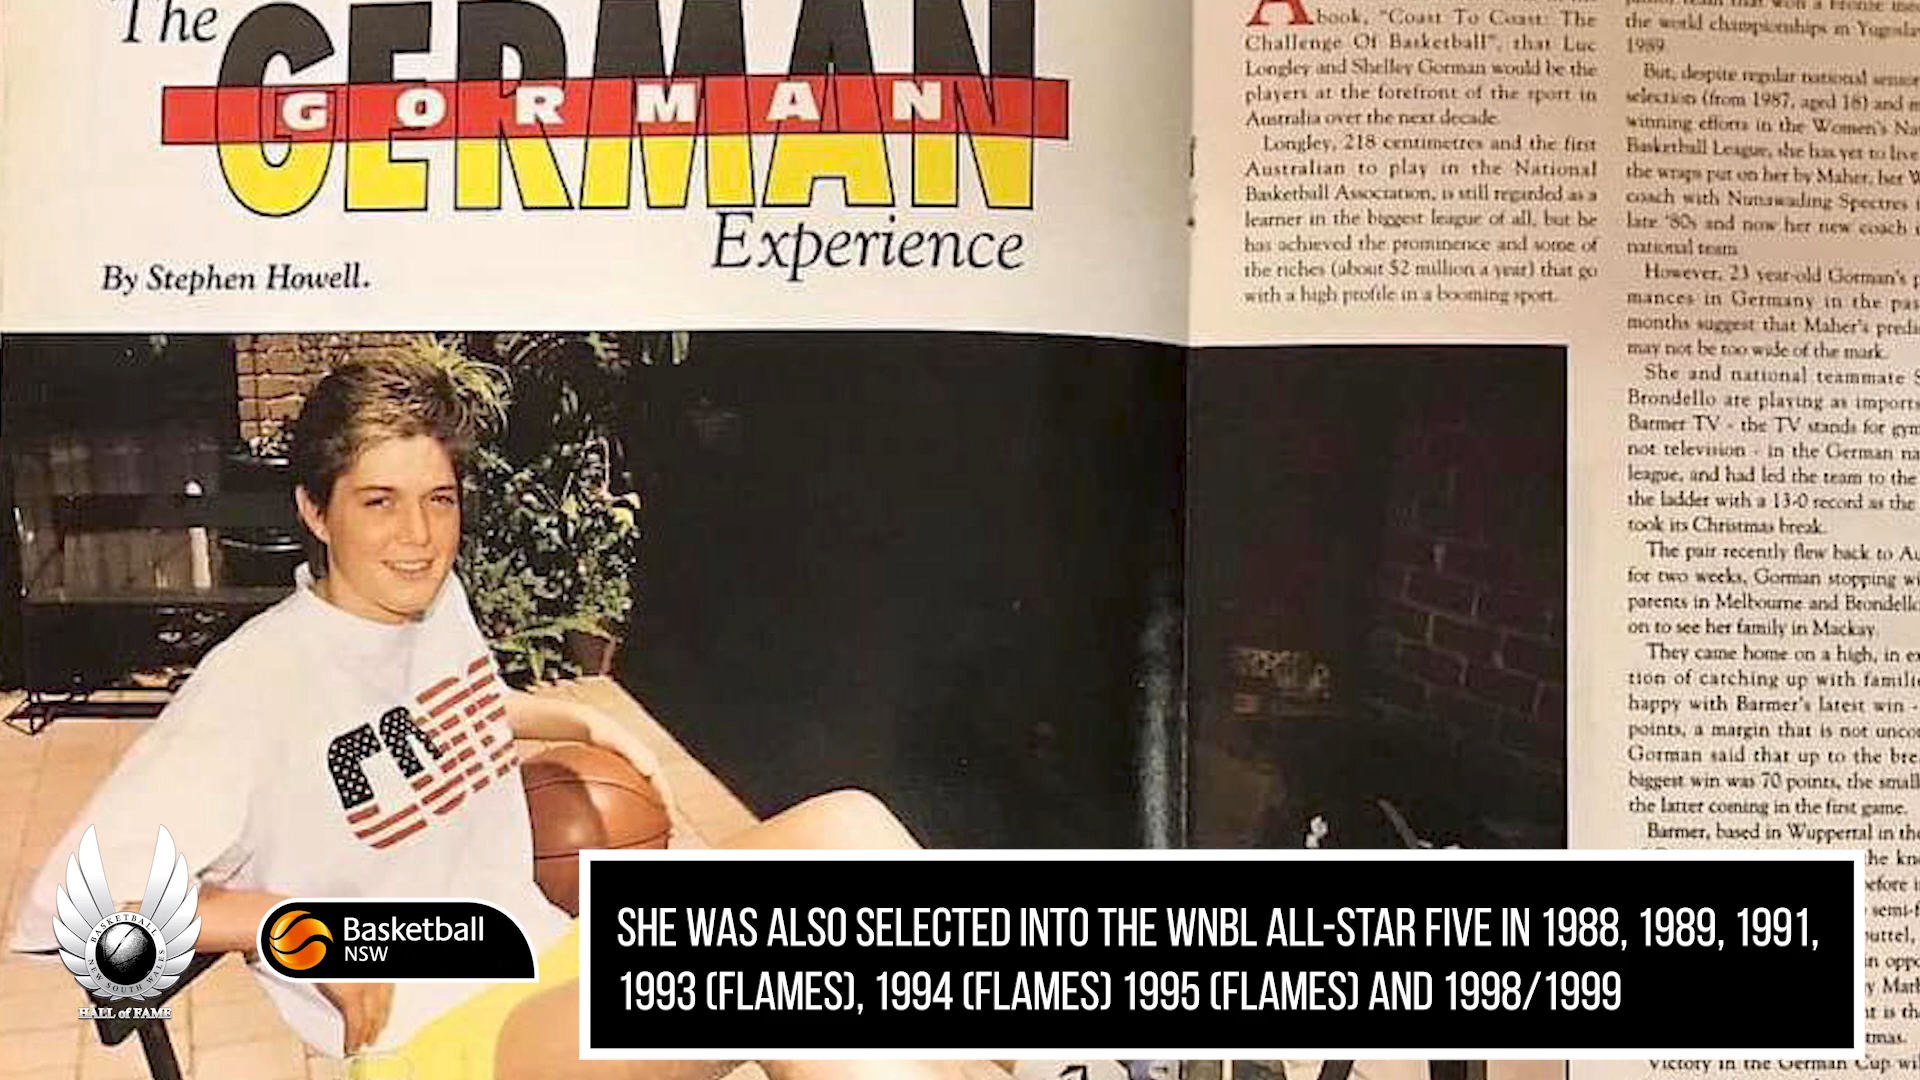 The
GERMAN
GORMAN
Experience
By Stephen Howell.
book, "Coast To Coast: The
Challenge Of Basketball", that Luc
Longley and Shelley Gorman would be the
players at the forefront of the sport in
Australia over the next decade.
Longley, 218 centimetres and the first
Australian to play in the National
Basketball Association, is still regarded as a
learner in the biggest league of all, but he
has achieved the prominence and some of
the riches (about $2 million a year) that go
with a high profile in a booming sport.
the world championships in
1989.
But, despite regular national
selection (from 1987, aged 18) and
winning efforts in the Women's
Basketball League, she has yet to live
the wraps put on her by Maher, her
coach with Nunawading Spectres
late '80s and now her new coach
national team.
However, 23 year-old Gorman's
mances in Germany in the
months suggest that Maher's
may not be too wide of the mark.
She and national teammate
Brondello are playing as
Barmer TV - the TV stands for
not television - in the German
league, and had led the team to the
the ladder with a 13-0 record as the
took its Christmas break.
The pair recently flew back to
for two weeks, Gorman stopping
parents in Melbourne and
on to see her family in Mackay.
They came home on a high, in
tion of catching up with
happy with Barmer's latest win -
points, a margin that is not
Gorman said that up to the
biggest win was 70 points, the
the latter coming in the first game.
Barmer, based in Wuppertal in the
Victory in the German Cup
BASKETBALL
NEW SOUTH WALES
HALL of FAME
Basketball
NSW
SHE WAS ALSO SELECTED INTO THE WNBL ALL-STAR FIVE IN 1988, 1989, 1991,
1993 (FLAMES), 1994 (FLAMES) 1995 (FLAMES) AND 1998/1999